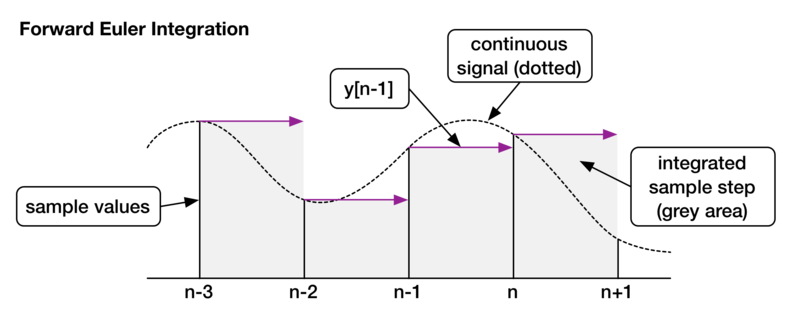 Forward Euler Integration
continuous
signal (dotted)
y[n-1]
integrated
sample step
(grey area)
sample values
n-3
n-2
n-1
n
n+1